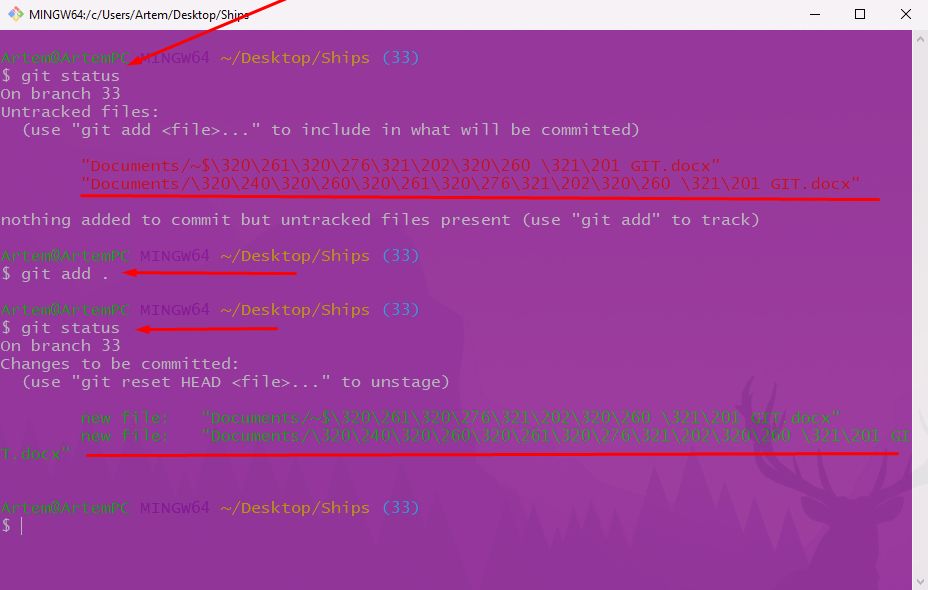 MINGW64:/c/Users/Artem/Desktop/Ships
Artem@ArtemPC MINGW64 ~/Desktop/Ships (33)
$ git status
On branch 33
Untracked files:
  (use "git add <file>..." to include in what will be committed)
        "Documents/~$\320\261\320\276\321\202\320\260 \321\201 GIT.docx"
        "Documents/\320\240\320\260\320\261\320\276\321\202\320\260 \321\201 GIT.docx"
nothing added to commit but untracked files present (use "git add" to track)
Artem@ArtemPC MINGW64 ~/Desktop/Ships (33)
$ git add .
Artem@ArtemPC MINGW64 ~/Desktop/Ships (33)
$ git status
On branch 33
Changes to be committed:
  (use "git reset HEAD <file>..." to unstage)
        new file:   "Documents/~$\320\261\320\276\321\202\320\260 \321\201 GIT.docx"
        new file:   "Documents/\320\240\320\260\320\261\320\276\321\202\320\260 \321\201 GI
T.docx"
Artem@ArtemPC MINGW64 ~/Desktop/Ships (33)
$